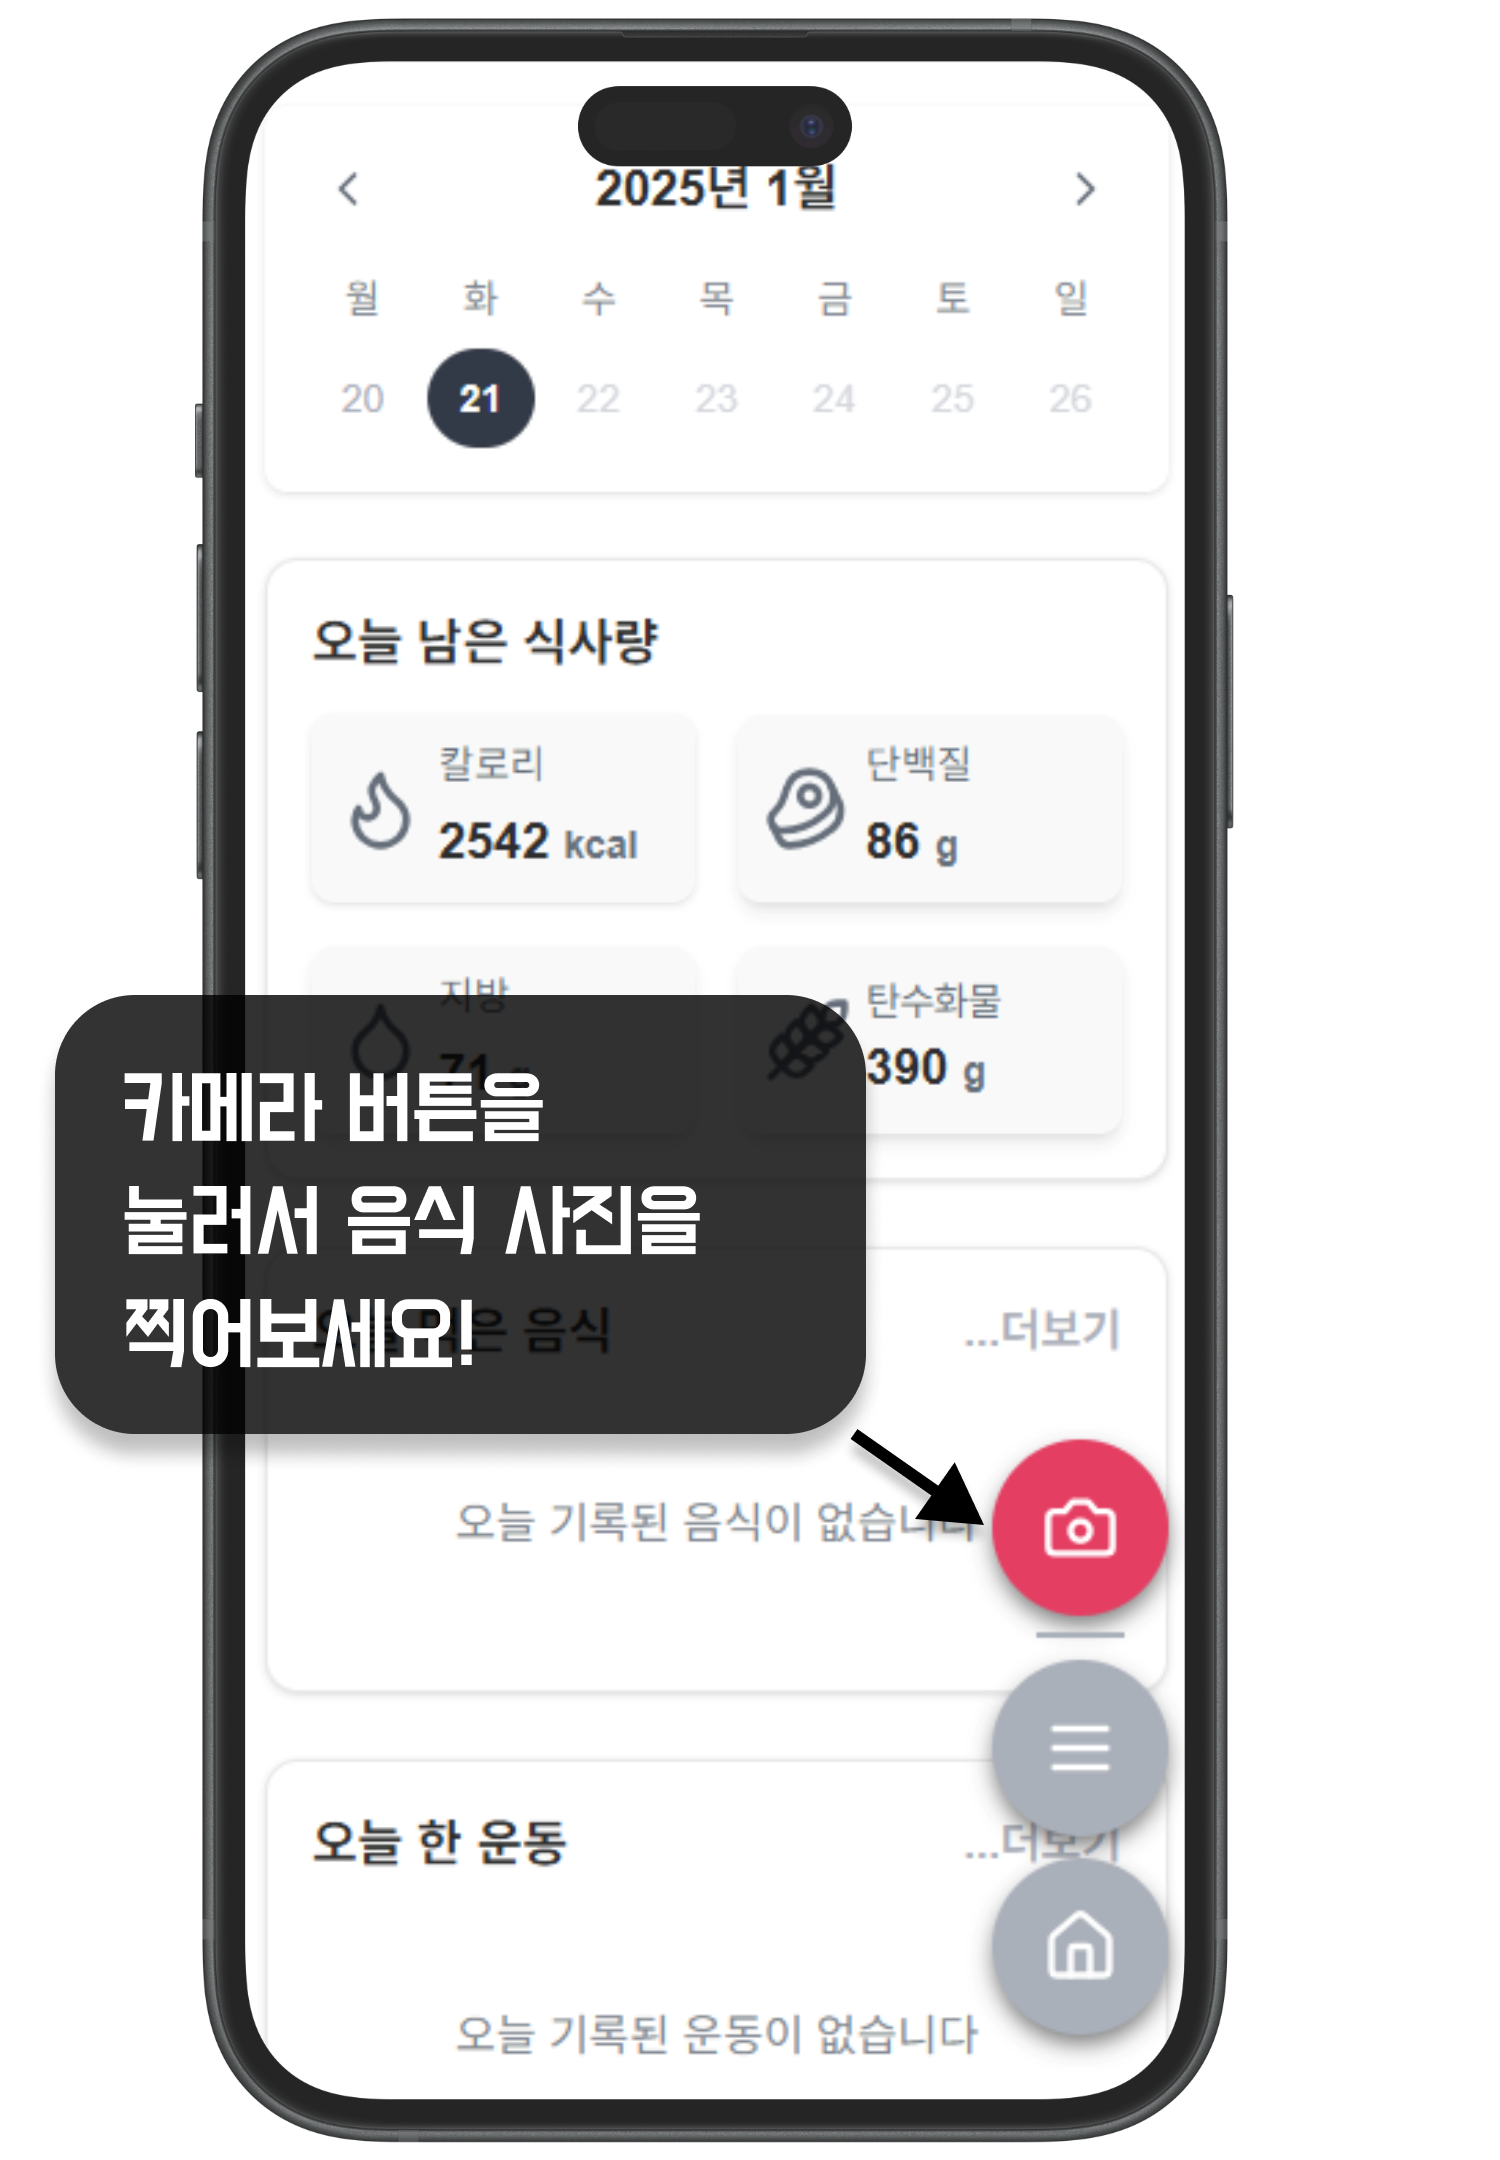 2025년 1월
월 화 수 목 금 토 일
20 21 22 23 24 25 26
오늘 남은 식사량
칼로리
2542 kcal
단백질
86 g
지방
71 g
탄수화물
390 g
카메라 버튼을
눌러서 음식 사진을
찍어보세요!
오늘 먹은 음식
...더보기
오늘 기록된 음식이 없습니다
오늘 한 운동
...더보기
오늘 기록된 운동이 없습니다